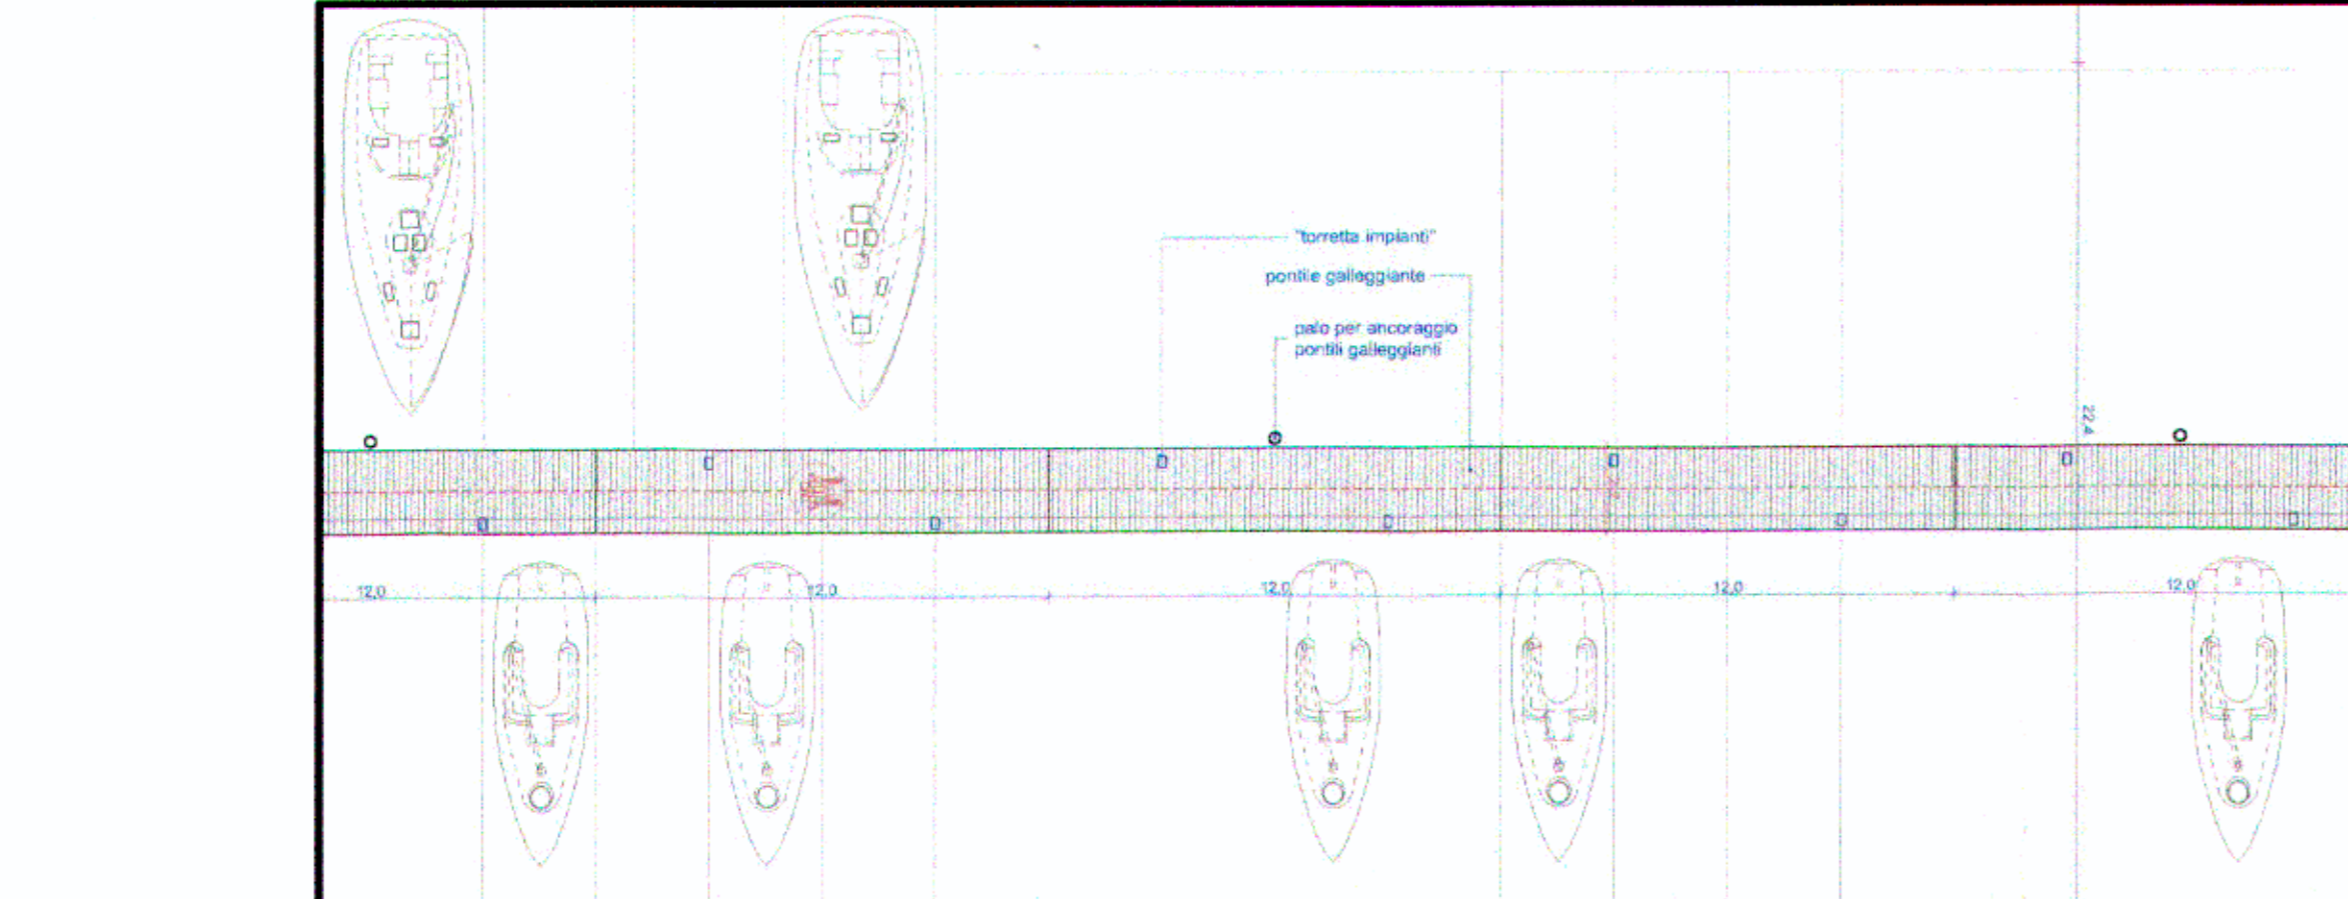 "torretta impianti"
pontile galleggiante
palo per ancoraggio
pontili galleggianti
22.4
12.0
12.0
12.0
12.0
12.0